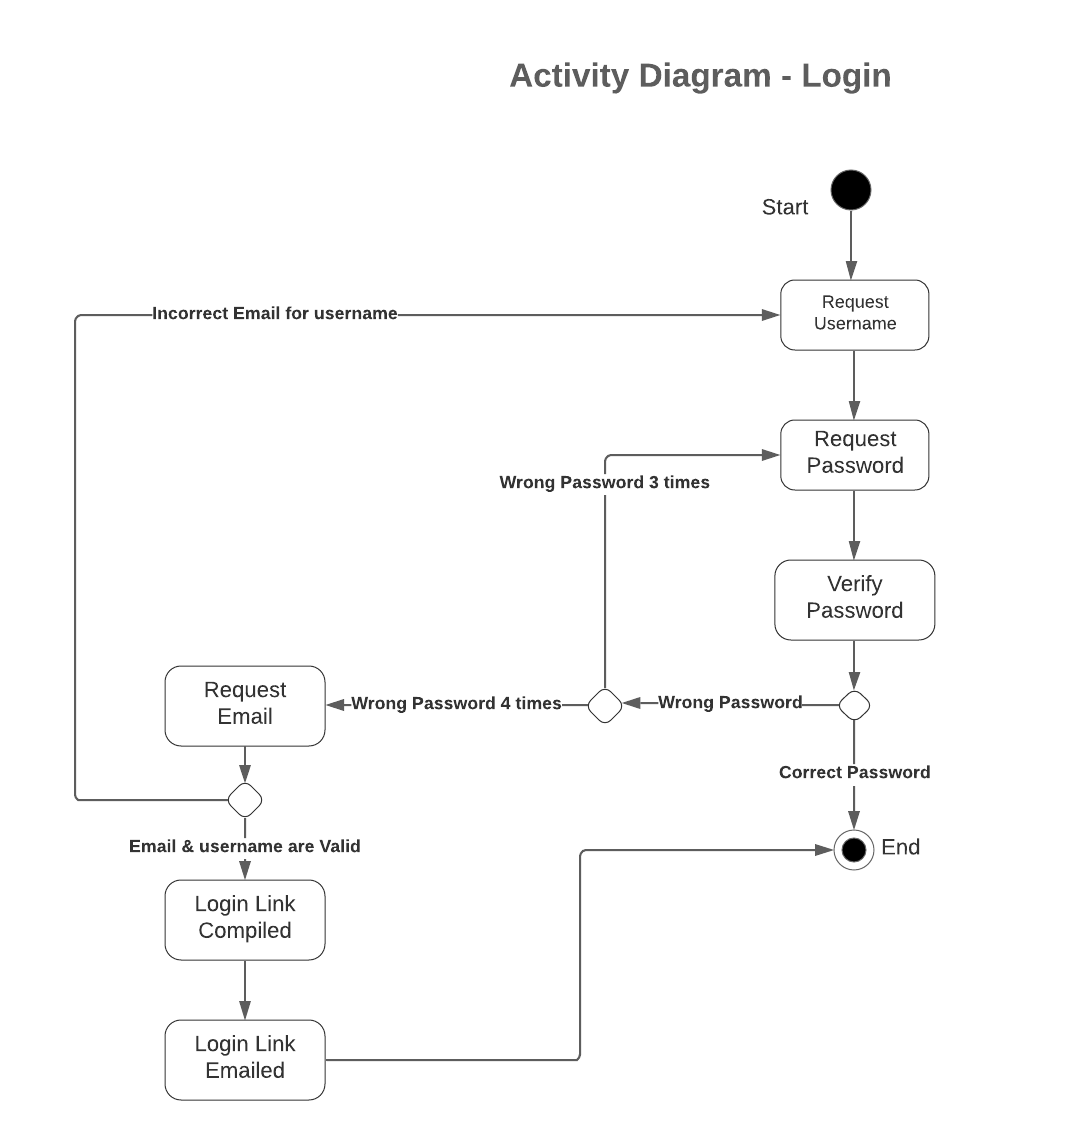 Activity Diagram - Login
Start
Request
Username
Incorrect Email for username
Request
Password
Wrong Password 3 times
Verify
Password
Request
Email
Wrong Password 4 times
Wrong Password
Correct Password
Email & username are Valid
End
Login Link
Compiled
Login Link
Emailed